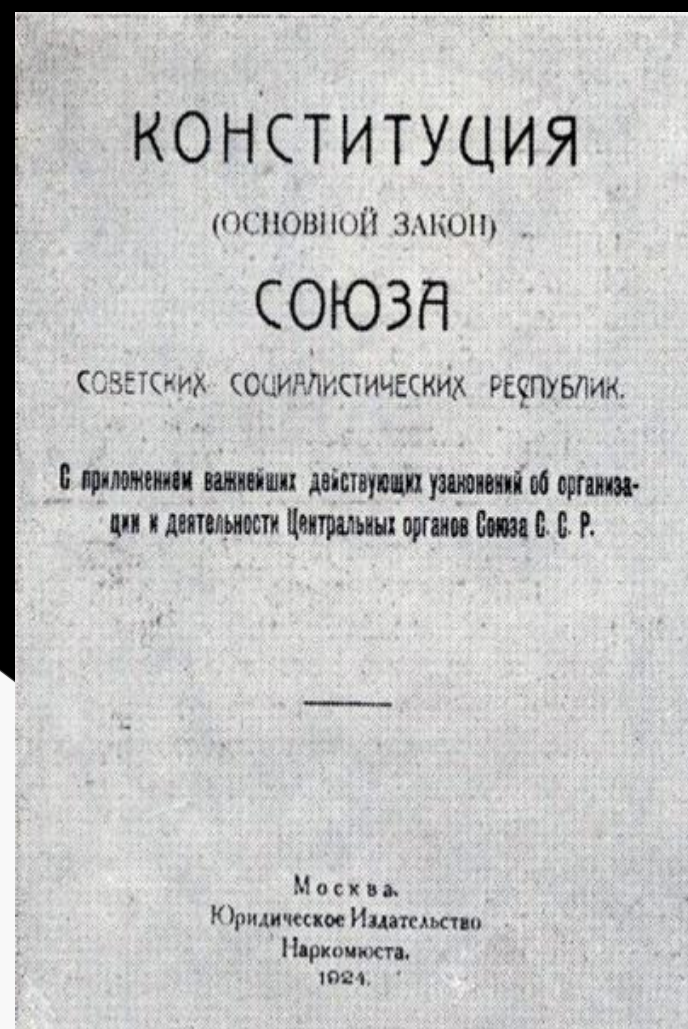 КОНСТИТУЦИЯ
(ОСНОВНОЙ ЗАКОН)
СОЮЗА
СОВЕТСКИХ СОЦИАЛИСТИЧЕСКИХ РЕСПУБЛИК.
С приложением важнейших действующих узаконений об организа-
ции и деятельности Центральных органов Союза С. С. Р.
Москва.
Юридическое Издательство
Наркомюста.
1924.